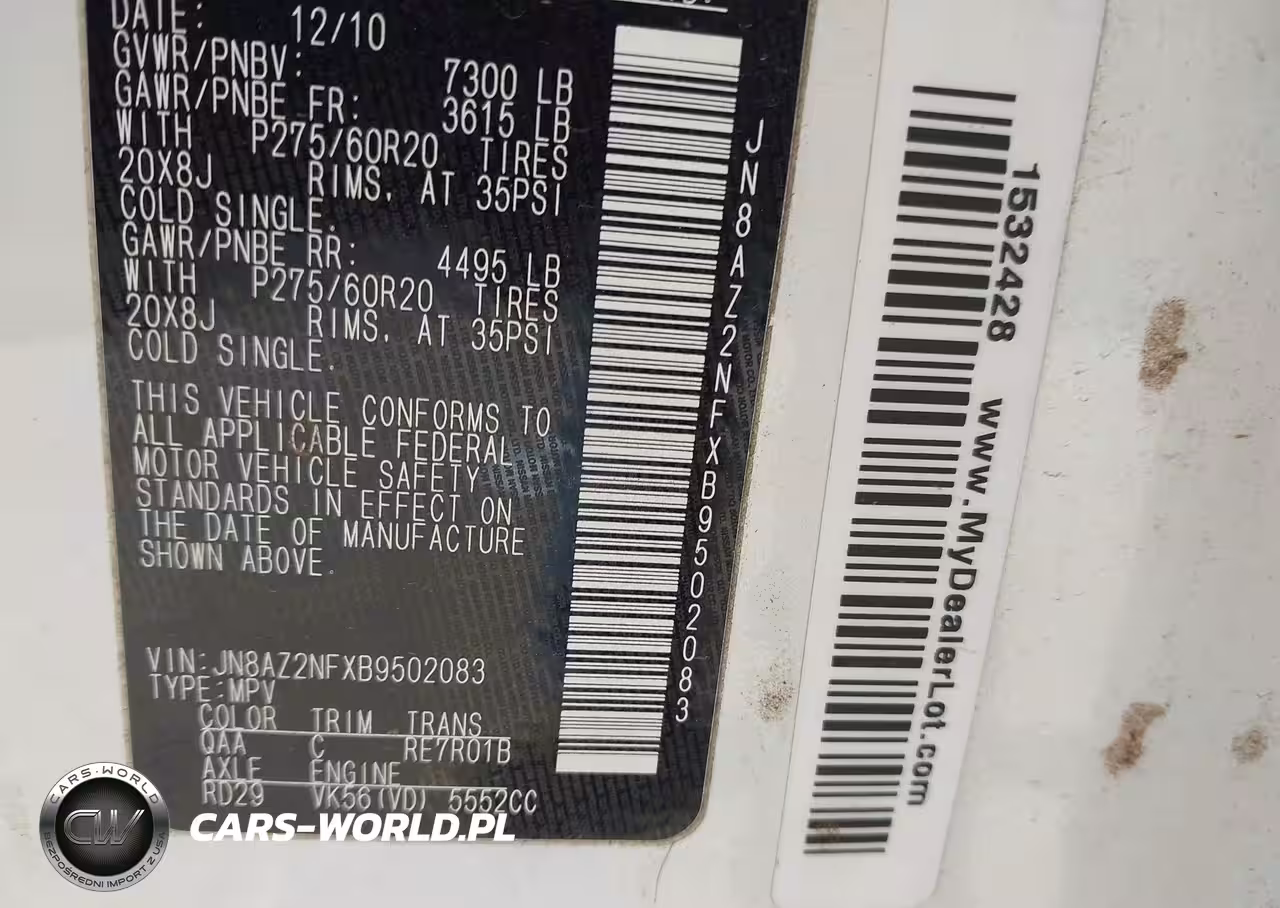 DATE: 12/10
GVWR/PNBV: 7300 LB
GAWR/PNBE FR: 3615 LB
WITH P275/60R20 TIRES
20X8J RIMS, AT 35PSI
COLD SINGLE.
GAWR/PNBE RR: 4495 LB
WITH P275/60R20 TIRES
20X8J RIMS, AT 35PSI
COLD SINGLE.
THIS VEHICLE CONFORMS TO
ALL APPLICABLE FEDERAL
MOTOR VEHICLE SAFETY
STANDARDS IN EFFECT ON
THE DATE OF MANUFACTURE
SHOWN ABOVE.
VIN:JN8AZ2NFXB9502083
TYPE:MPV
COLOR TRIM TRANS
QAA C RE7R01B
AXLE ENGINE
RD29 VK56(VD) 5552CC
JN8AZ2NFXB9502083
1532428 www.MyDealerLot.com
CARS-WORLD
CW
BEZPOŚREDNI IMPORT Z USA
CARS-WORLD.PL